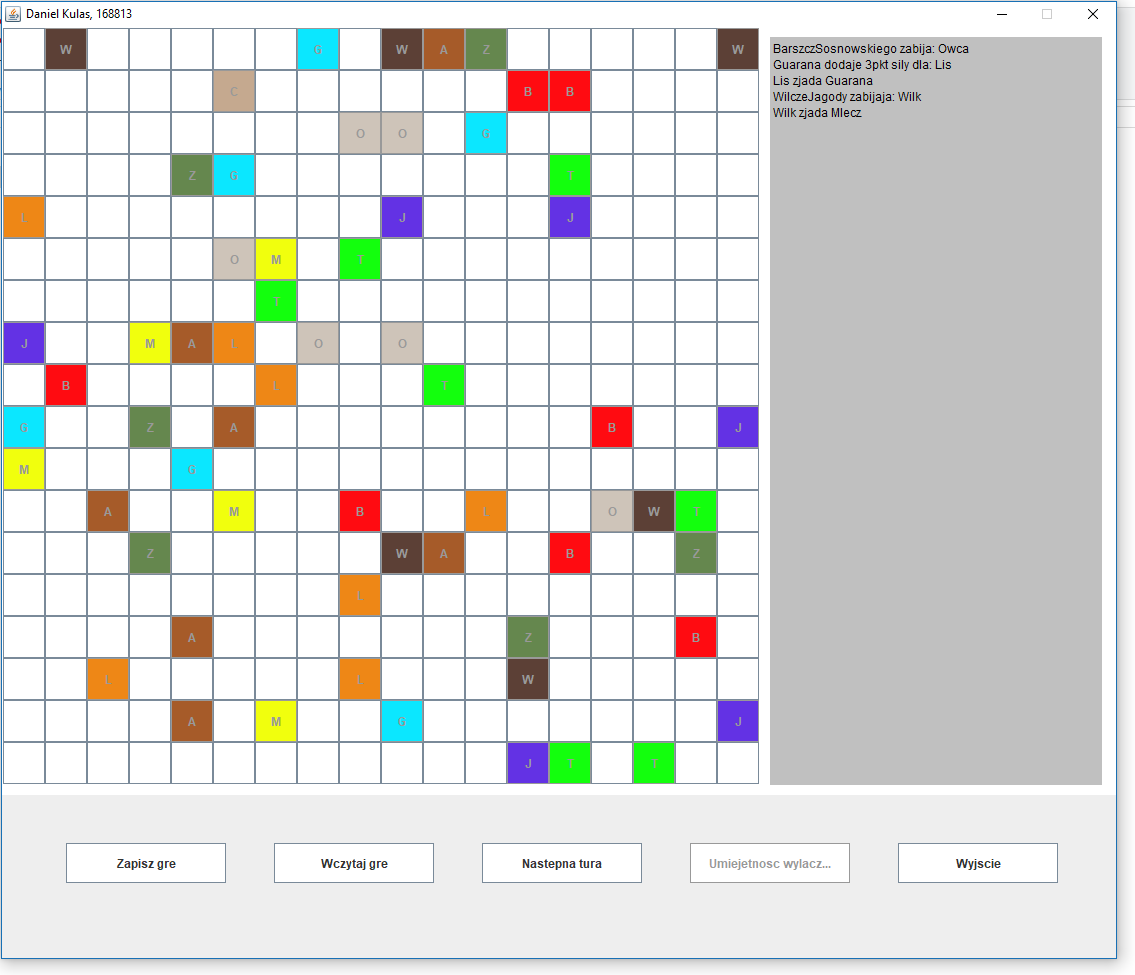 Daniel Kulas, 168813
W G W A Z W
C B B
O O G
Z G I
I J J
O M I
I
J M A I O O
B I I
G Z A B J
M G
A M B I O W I
Z W A B Z
I
A Z B
I I W
A M G J
J I I
BarszczSosnowskiego zabija: Owca
Guarana dodaje 3pkt sily dla: Lis
Lis zjada Guarana
WilczeJagody zabijaja: Wilk
Wilk zjada Mlecz
Zapisz gre
Wczytaj gre
Nastepna tura
Umiejetnosc wylacz...
Wyjscie